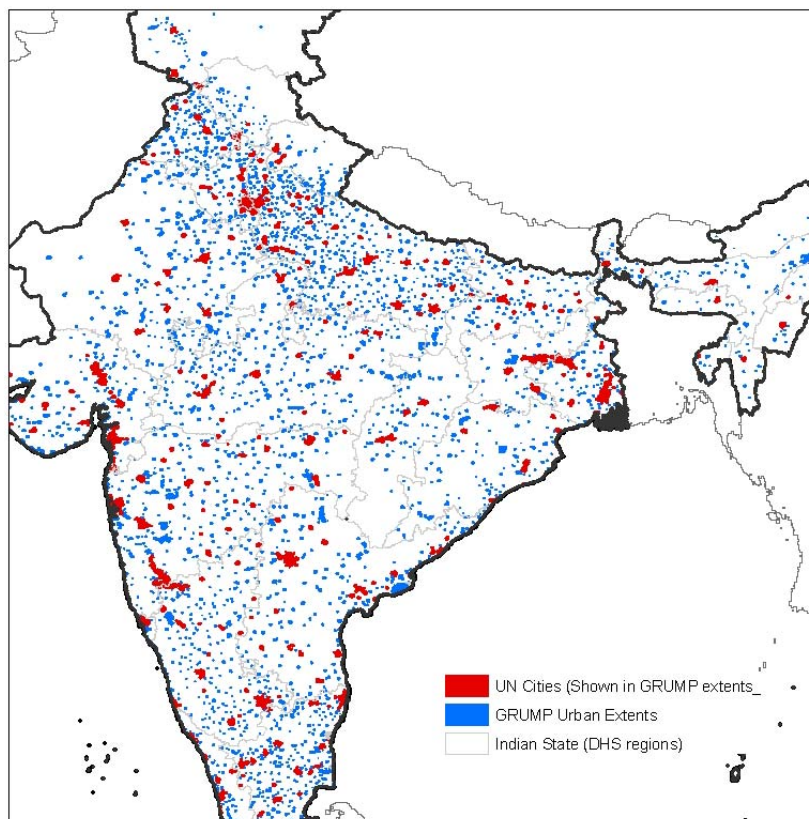 UN Cities (Shown in GRUMP extents_
GRUMP Urban Extents
Indian State (DHS regions)